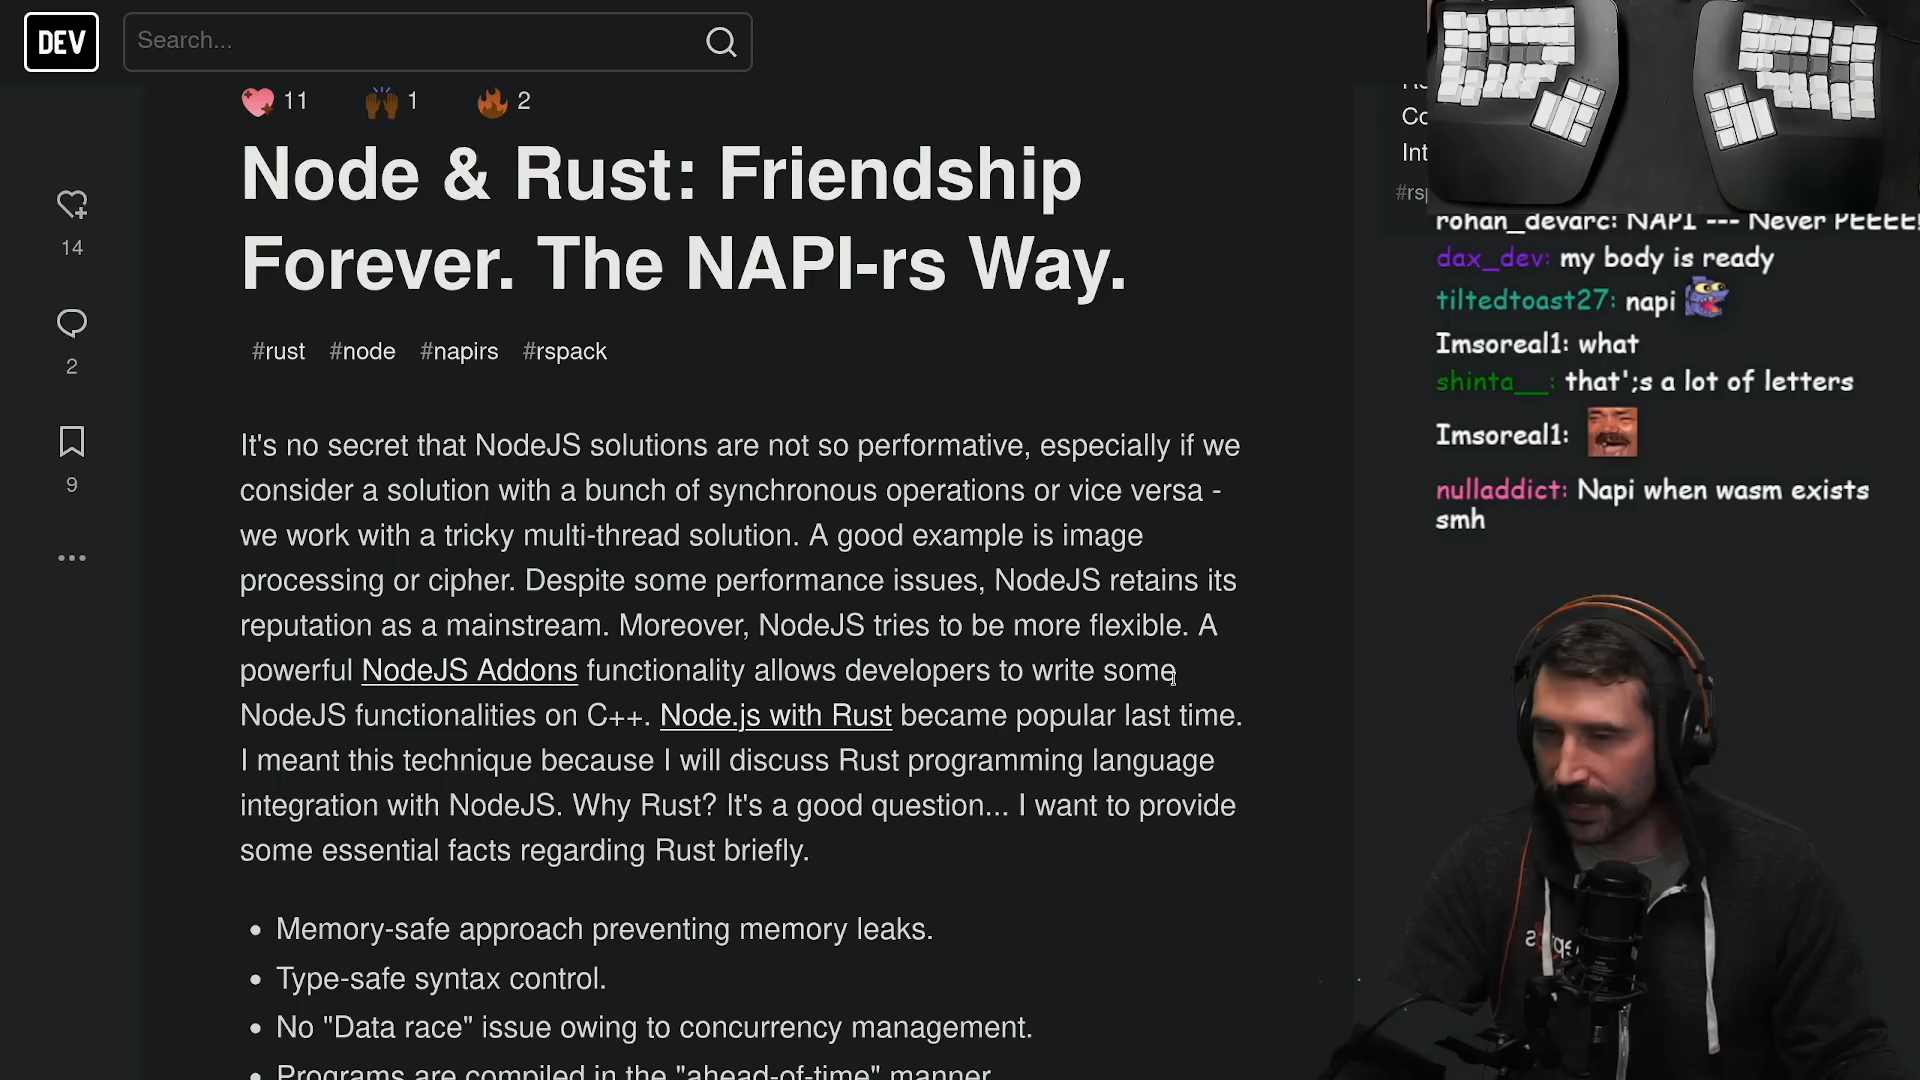 DEV
Search...
11
1
2
Node & Rust: Friendship
Forever. The NAPI-rs Way.
#rust #node #napirs #rspack
14
2
9
It's no secret that NodeJS solutions are not so performative, especially if we
consider a solution with a bunch of synchronous operations or vice versa -
we work with a tricky multi-thread solution. A good example is image
processing or cipher. Despite some performance issues, NodeJS retains its
reputation as a mainstream. Moreover, NodeJS tries to be more flexible. A
powerful NodeJS Addons functionality allows developers to write some
NodeJS functionalities on C++. Node.js with Rust became popular last time.
I meant this technique because I will discuss Rust programming language
integration with NodeJS. Why Rust? It's a good question... I want to provide
some essential facts regarding Rust briefly.
• Memory-safe approach preventing memory leaks.
• Type-safe syntax control.
• No "Data race" issue owing to concurrency management.
• Programs are compiled in the "ahead-of-time" manner
Int
rohan_devarc: NAPI --- Never PEEEE!
dax_dev: my body is ready
tiltedtoast27: napi
Imsoreal1: what
shinta__: that';s a lot of letters
Imsoreal1:
nulladdict: Napi when wasm exists
smh